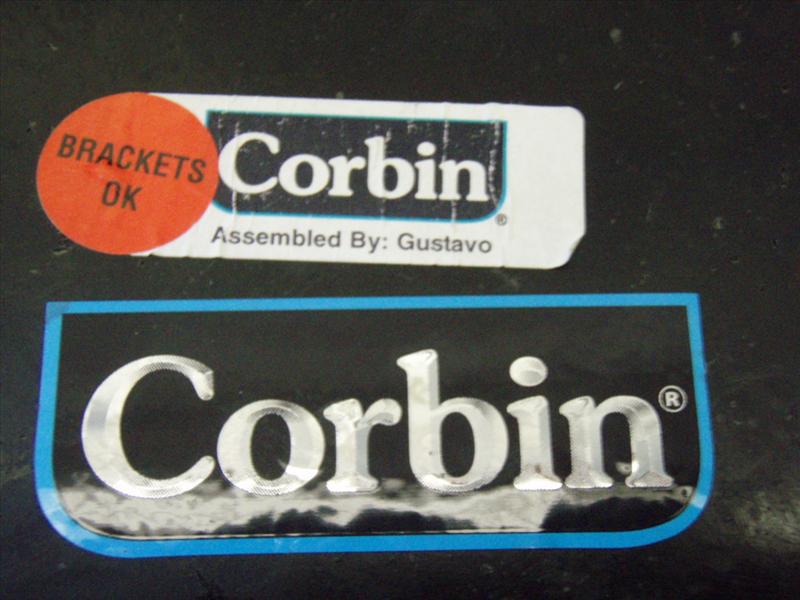 BRACKETS
OK
Corbin®
Assembled By: Gustavo
Corbin®